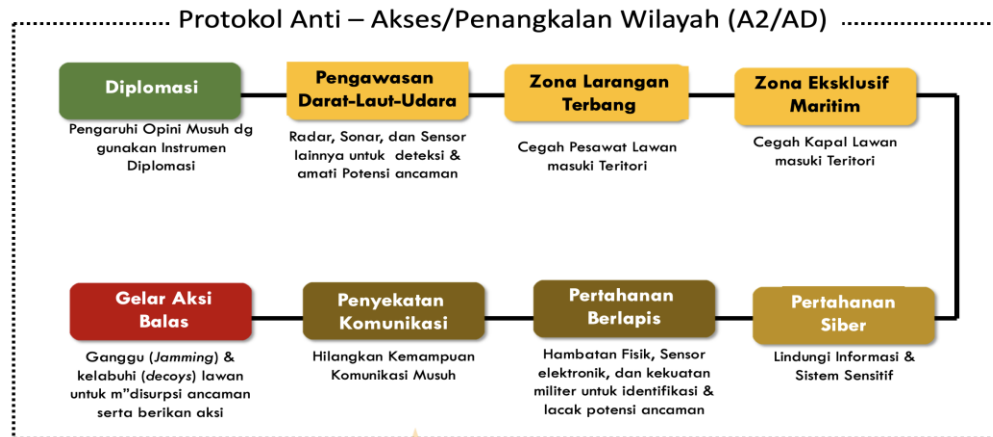 Protokol Anti – Akses/Penangkalan Wilayah (A2/AD)
Diplomasi
Pengaruhi Opini Musuh dg
gunakan Instrumen
Diplomasi
Pengawasan
Darat-Laut-Udara
Radar, Sonar, dan Sensor
lainnya untuk deteksi &
amati Potensi ancaman
Zona Larangan
Terbang
Cegah Pesawat Lawan
masuki Teritori
Zona Eksklusif
Maritim
Cegah Kapal Lawan
masuki Teritori
Gelar Aksi
Balas
Ganggu (Jamming) &
kelabuhi (decoys) lawan
untuk m"disurpsi ancaman
serta berikan aksi
Penyekatan
Komunikasi
Hilangkan Kemampuan
Komunikasi Musuh
Pertahanan
Berlapis
Hambatan Fisik, Sensor
elektronik, dan kekuatan
militer untuk identifikasi &
lacak potensi ancaman
Pertahanan
Siber
Lindungi Informasi &
Sistem Sensitif